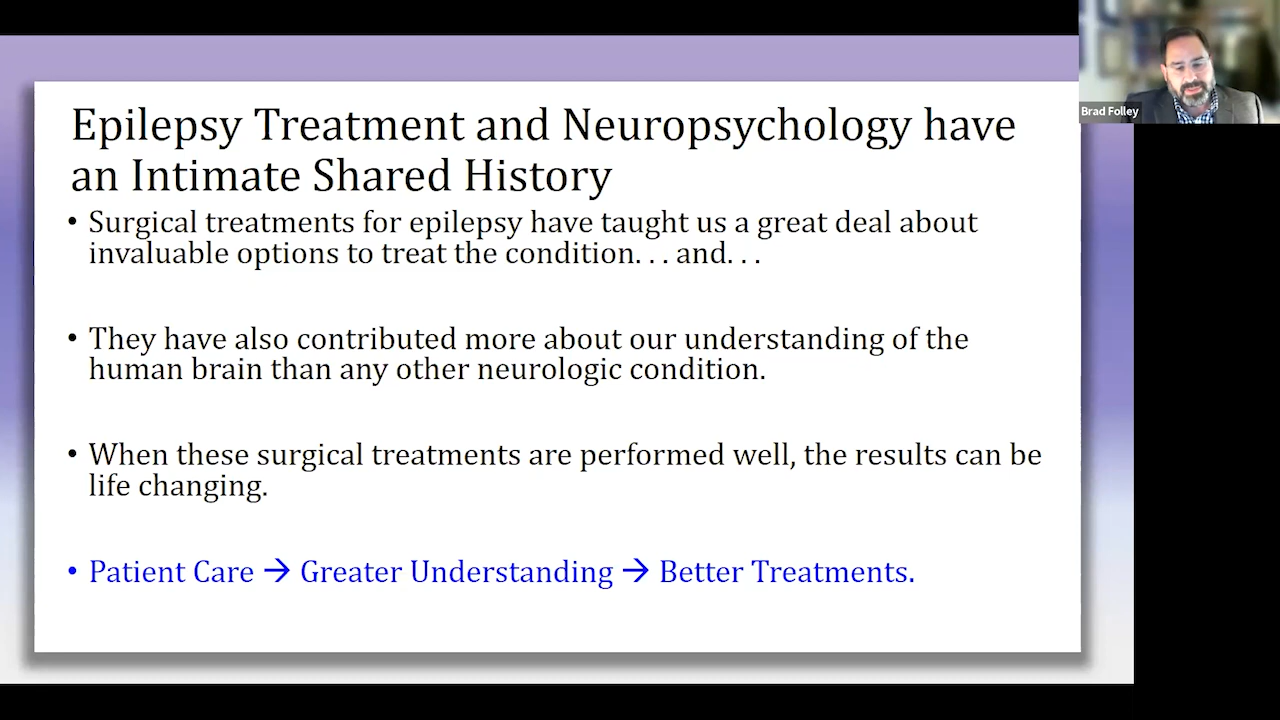 Epilepsy Treatment and Neuropsychology have
an Intimate Shared History
• Surgical treatments for epilepsy have taught us a great deal about
invaluable options to treat the condition. . . and. . .
• They have also contributed more about our understanding of the
human brain than any other neurologic condition.
• When these surgical treatments are performed well, the results can be
life changing.
• Patient Care → Greater Understanding → Better Treatments.
Brad Folley